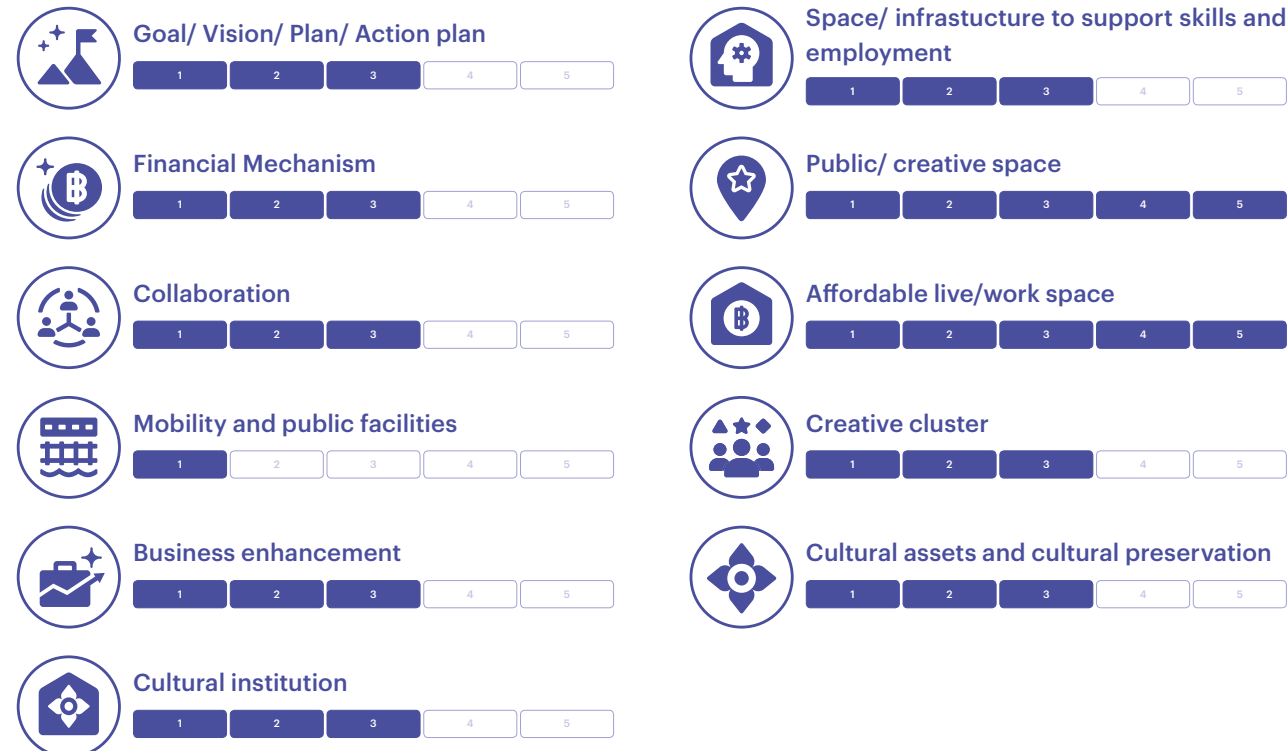 Goal/ Vision/ Plan/ Action plan
1 2 3 4 5
Financial Mechanism
1 2 3 4 5
Collaboration
1 2 3 4 5
Mobility and public facilities
1 2 3 4 5
Business enhancement
1 2 3 4 5
Cultural institution
1 2 3 4 5
Space/ infrastucture to support skills and
employment
1 2 3 4 5
Public/ creative space
1 2 3 4 5
Affordable live/work space
1 2 3 4 5
Creative cluster
1 2 3 4 5
Cultural assets and cultural preservation
1 2 3 4 5